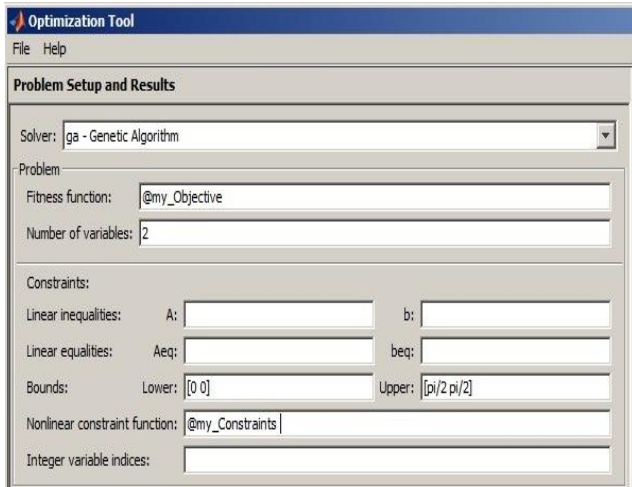 Optimization Tool
File Help
Problem Setup and Results
Solver: ga - Genetic Algorithm
Problem
Fitness function: @my_Objective
Number of variables: 2
Constraints:
Linear inequalities: A: b:
Linear equalities: Aeq: beq:
Bounds: Lower: [0 0] Upper: [pi/2 pi/2]
Nonlinear constraint function: @my_Constraints
Integer variable indices: